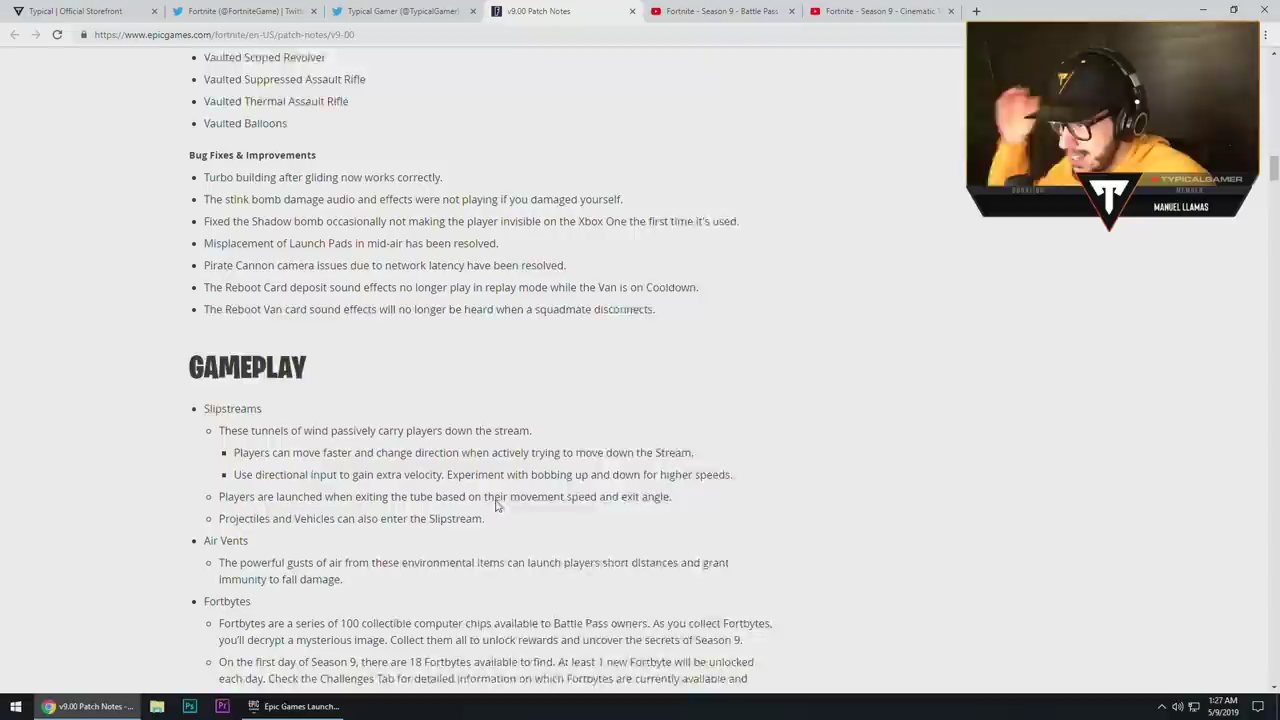 Typical | Official Storefront
Fortnite (@FortniteGame) | Twitt
Typical Gamer (@TypicalGamer) |
v9.00 Patch Notes
Fortnite - Season 9 - Battle Pass
Fortnite - Season 9 - Cinematic T
https://www.epicgames.com/fortnite/en-US/patch-notes/v9-00
Vaulted Scoped Revolver
Vaulted Suppressed Assault Rifle
Vaulted Thermal Assault Rifle
Vaulted Balloons
Bug Fixes & Improvements
Turbo building after gliding now works correctly.
The stink bomb damage audio and effects were not playing if you damaged yourself.
Fixed the Shadow bomb occasionally not making the player invisible on the Xbox One the first time it's used.
Misplacement of Launch Pads in mid-air has been resolved.
Pirate Cannon camera issues due to network latency have been resolved.
The Reboot Card deposit sound effects no longer play in replay mode while the Van is on Cooldown.
The Reboot Van card sound effects will no longer be heard when a squadmate disconnects.
GAMEPLAY
Slipstreams
These tunnels of wind passively carry players down the stream.
Players can move faster and change direction when actively trying to move down the Stream.
Use directional input to gain extra velocity. Experiment with bobbing up and down for higher speeds.
Players are launched when exiting the tube based on their movement speed and exit angle.
Projectiles and Vehicles can also enter the Slipstream.
Air Vents
The powerful gusts of air from these environmental items can launch players short distances and grant
immunity to fall damage.
Fortbytes
Fortbytes are a series of 100 collectible computer chips available to Battle Pass owners. As you collect Fortbytes,
you'll decrypt a mysterious image. Collect them all to unlock rewards and uncover the secrets of Season 9.
On the first day of Season 9, there are 18 Fortbytes available to find. At least 1 new Fortbyte will be unlocked
each day. Check the Challenges Tab for detailed information on which Fortbytes are currently available and
TYPICALGAMER
DONATION
MEMBER
MANUEL LLAMAS
v9.00 Patch Notes -...
Ps
Pr
EPIC
Epic Games Launch...
1:27 AM
5/9/2019